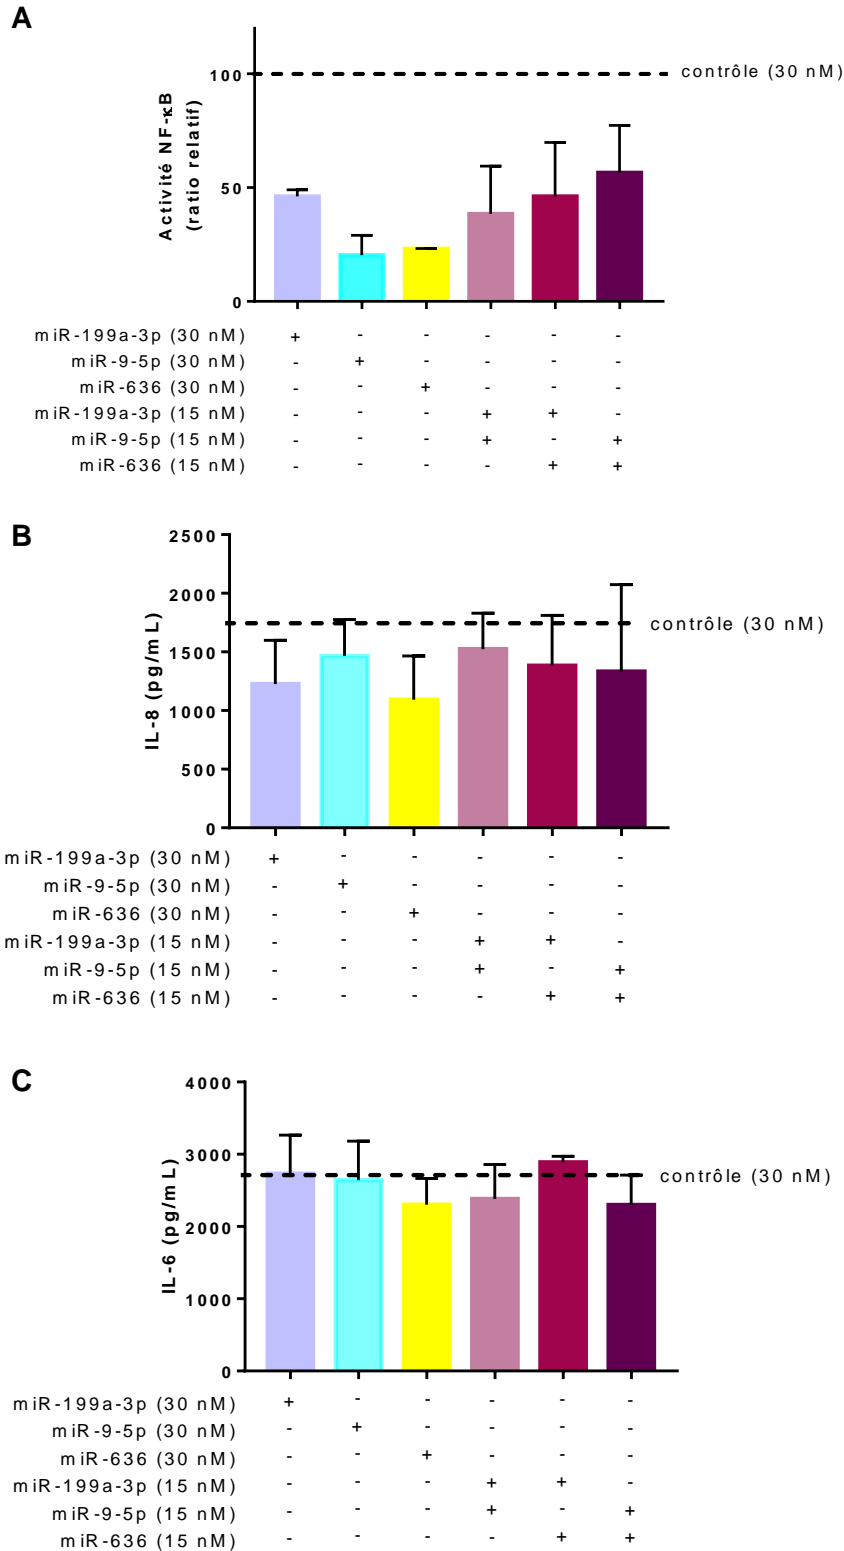 A
Activité NF-κB
(ratio relatif)
100
50
0
contrôle (30 nM)
miR-199a-3p (30 nM) + - - - - -
miR-9-5p (30 nM) - + - - - -
miR-636 (30 nM) - - + - - -
miR-199a-3p (15 nM) - - - + + -
miR-9-5p (15 nM) - - - + - +
miR-636 (15 nM) - - - - + +
B
IL-8 (pg/mL)
2500
2000
1500
1000
500
0
contrôle (30 nM)
miR-199a-3p (30 nM) + - - - - -
miR-9-5p (30 nM) - + - - - -
miR-636 (30 nM) - - + - - -
miR-199a-3p (15 nM) - - - + + -
miR-9-5p (15 nM) - - - + - +
miR-636 (15 nM) - - - - + +
C
IL-6 (pg/mL)
4000
3000
2000
1000
0
contrôle (30 nM)
miR-199a-3p (30 nM) + - - - - -
miR-9-5p (30 nM) - + - - - -
miR-636 (30 nM) - - + - - -
miR-199a-3p (15 nM) - - - + + -
miR-9-5p (15 nM) - - - + - +
miR-636 (15 nM) - - - - + +